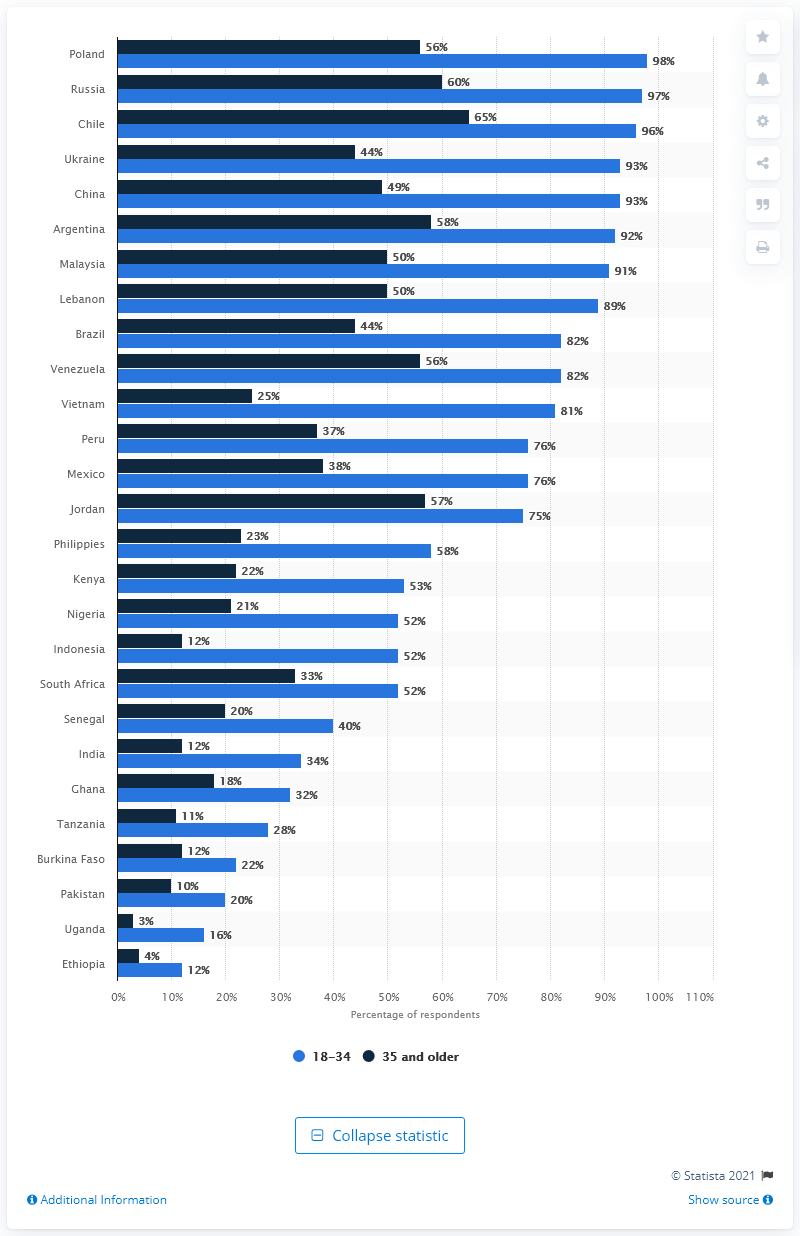 Poland
56%
98%
Russia
60%
97%
Chile
65%
96%
Ukraine
44%
93%
China
49%
93%
Argentina
58%
92%
Malaysia
50%
91%
Lebanon
50%
89%
Brazil
44%
82%
Venezuela
56%
82%
Vietnam
25%
81%
Peru
37%
76%
Mexico
38%
76%
Jordan
57%
75%
Philippies
23%
58%
Kenya
22%
53%
Nigeria
21%
52%
Indonesia
12%
52%
South Africa
33%
52%
Senegal
20%
40%
India
12%
34%
Ghana
18%
32%
Tanzania
11%
28%
Burkina Faso
12%
22%
Pakistan
10%
20%
Uganda
3%
16%
Ethiopia
4%
12%
0% 10% 20% 30% 40% 50% 60% 70% 80% 90% 100% 110%
Percentage of respondents
18–34 35 and older
Collapse statistic
© Statista 2021
Additional Information Show source